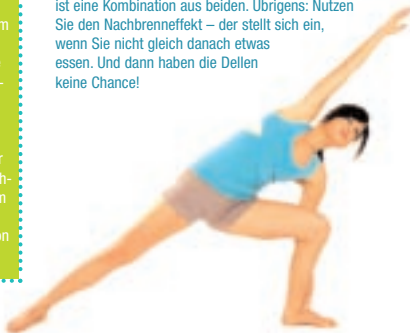 ist eine Kombination aus beiden. Übrigens: Nutzen
Sie den Nachbrenneffekt – der stellt sich ein,
wenn Sie nicht gleich danach etwas
essen. Und dann haben die Dellen
keine Chance!